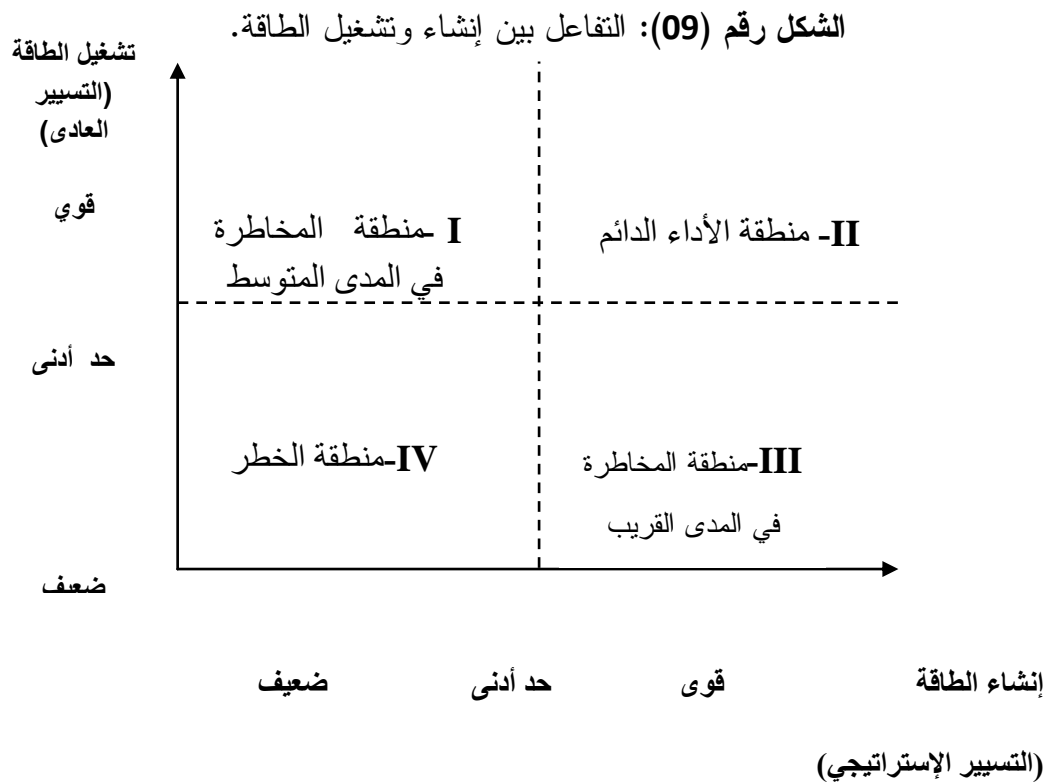 الشكل رقم (09): التفاعل بين إنشاء وتشغيل الطاقة.
تشغيل الطاقة
(التسيير
العادى)
قوي
I -منطقة المخاطرة
في المدى المتوسط
II- منطقة الأداء الدائم
حد أدنى
IV-منطقة الخطر
III-منطقة المخاطرة
في المدى القريب
ضعيف
إنشاء الطاقة قوى حد أدنى ضعيف
(التسيير الإستراتيجي)